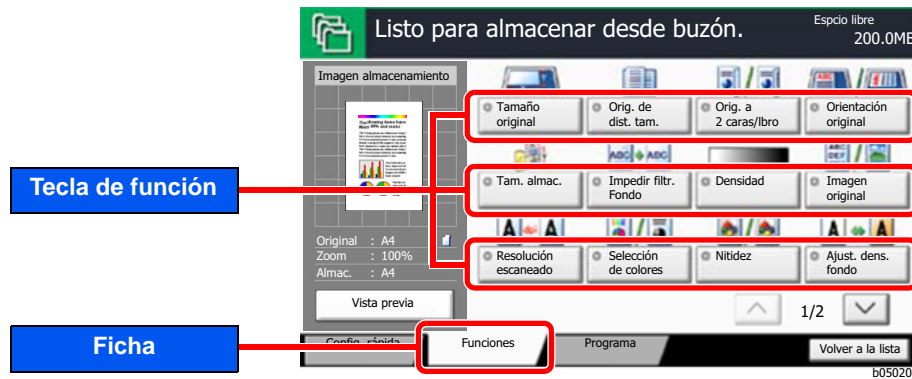 Listo para almacenar desde buzón.
Espcio libre
200.0MB
Imagen almacenamiento
Tamaño
original
Orig. de
dist. tam.
Orig. a
2 caras/lbro
Orientación
original
Tecla de función
Tam. almac.
Impedir filtr.
Fondo
Densidad
Imagen
original
Original : A4
Zoom : 100%
Almac. : A4
Resolución
escaneado
Selección
de colores
Nitidez
Ajust. dens.
fondo
Vista previa
1/2
Ficha
Config. rápida
Funciones
Programa
Volver a la lista
b05020